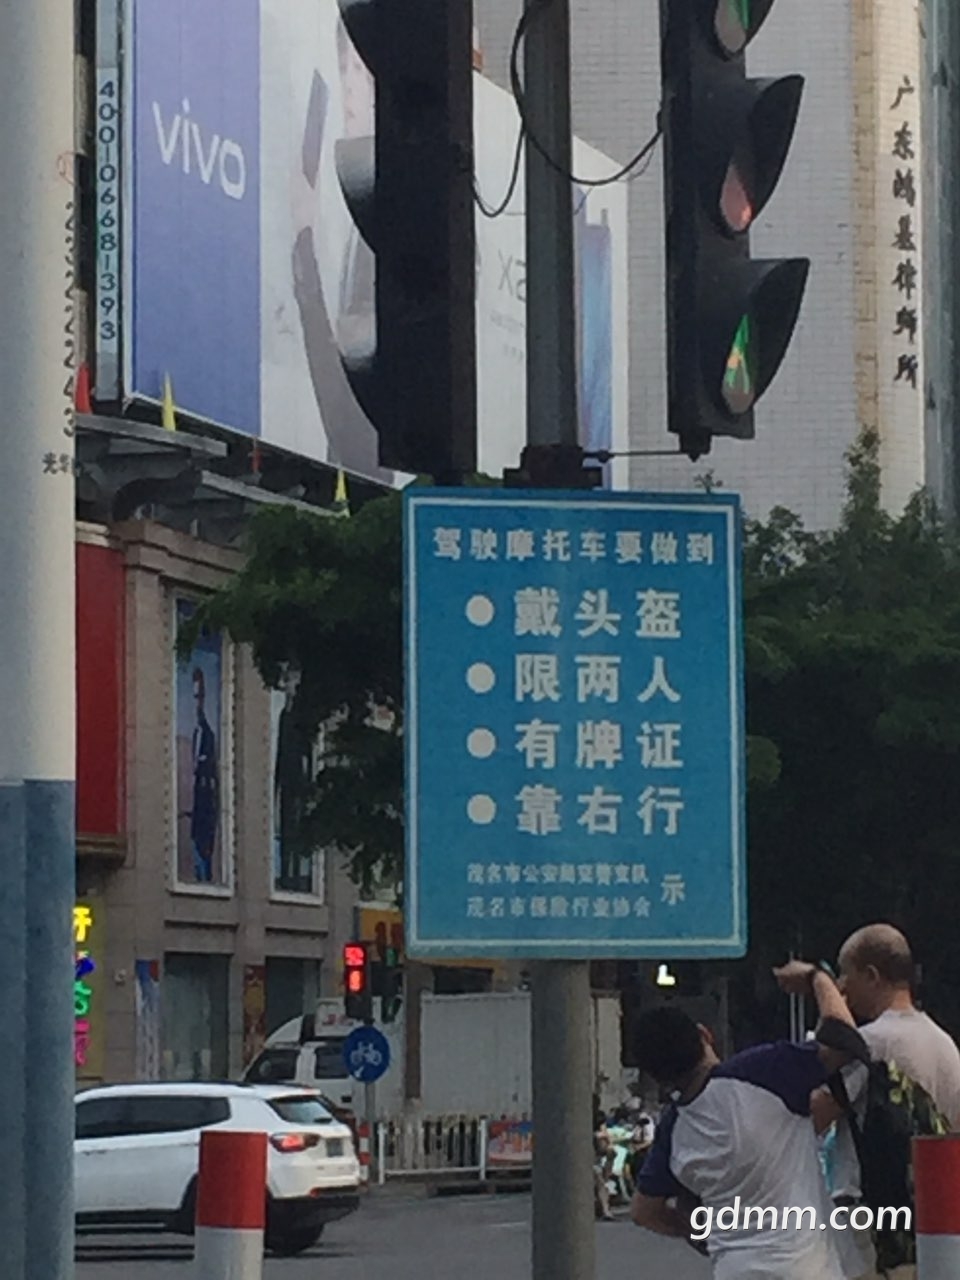 vivo
400-0668-393
2322243
广东鸿基律师所
驾驶摩托车要做到
● 戴头盔
● 限两人
● 有牌证
● 靠右行
茂名市公安局交警支队
茂名市保险行业协会
示
gdmm.com